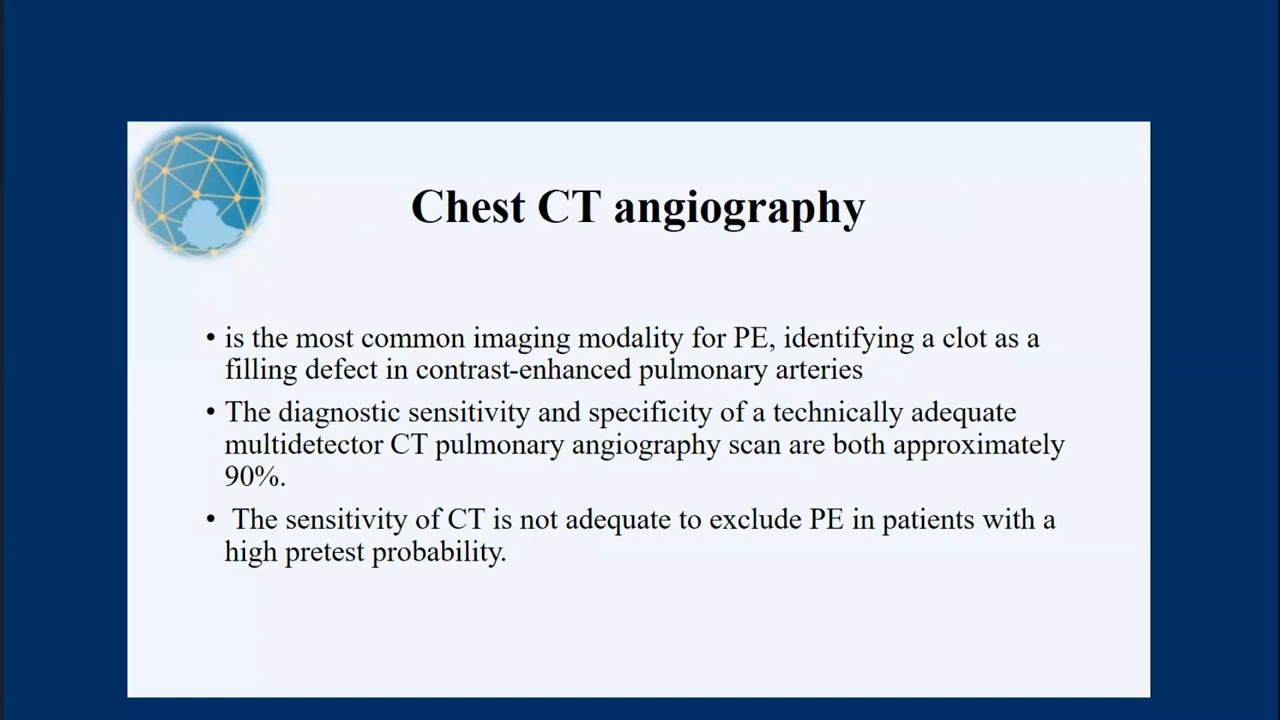 Chest CT angiography
• is the most common imaging modality for PE, identifying a clot as a
filling defect in contrast-enhanced pulmonary arteries
• The diagnostic sensitivity and specificity of a technically adequate
multidetector CT pulmonary angiography scan are both approximately
90%.
• The sensitivity of CT is not adequate to exclude PE in patients with a
high pretest probability.